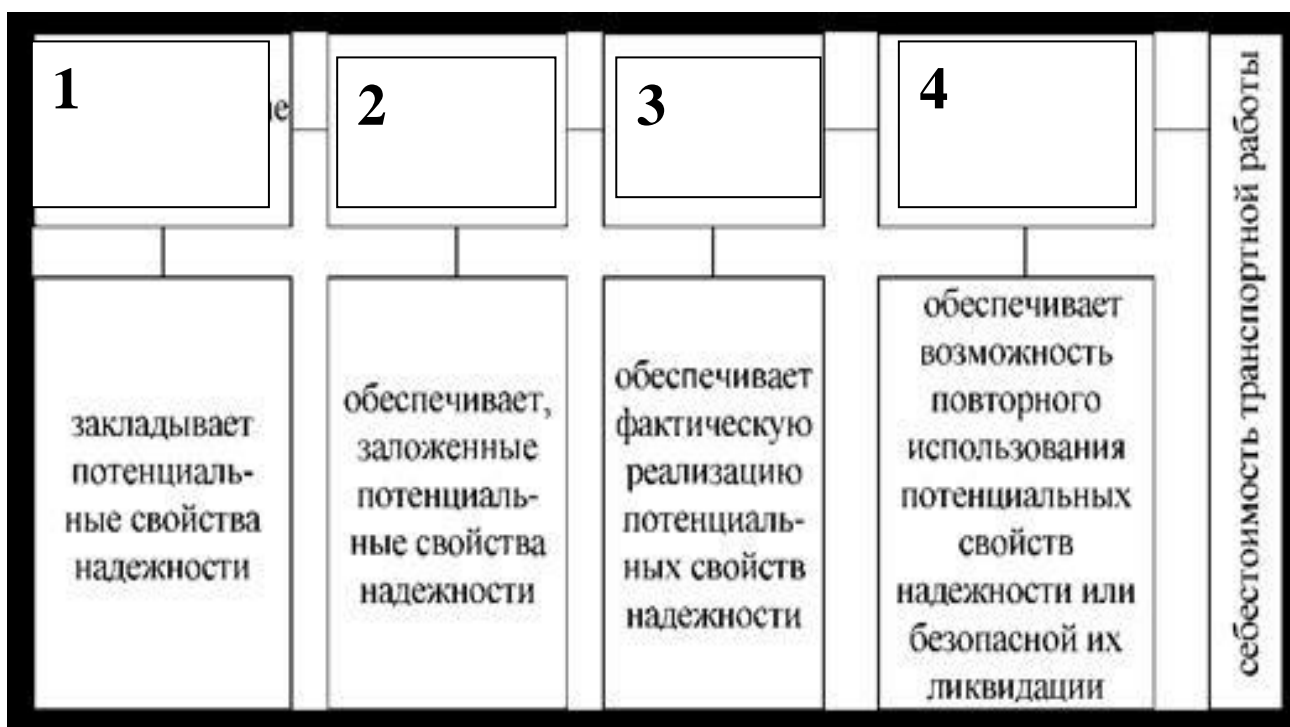 1
2
3
4
закладывает
потенциаль-
ные свойства
надежности
обеспечивает,
заложенные
потенциаль-
ные свойства
надежности
обеспечивает
фактическую
реализацию
потенциаль-
ных свойств
надежности
обеспечивает
возможность
повторного
использования
потенциальных
свойств
надежности или
безопасной их
ликвидации
себестоимость транспортной работы